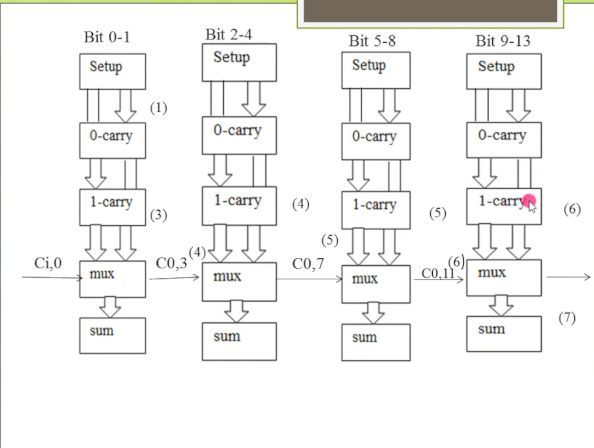 Bit 0-1
Bit 2-4
Bit 5-8
Bit 9-13
Setup
Setup
Setup
Setup
(1)
0-carry
0-carry
0-carry
0-carry
1-carry
1-carry
1-carry
1-carry
(3)
(4)
(5)
(6)
(4)
(5)
(6)
Ci,0
C0,3
C0,7
C0,11
mux
mux
mux
mux
sum
sum
sum
sum
(7)